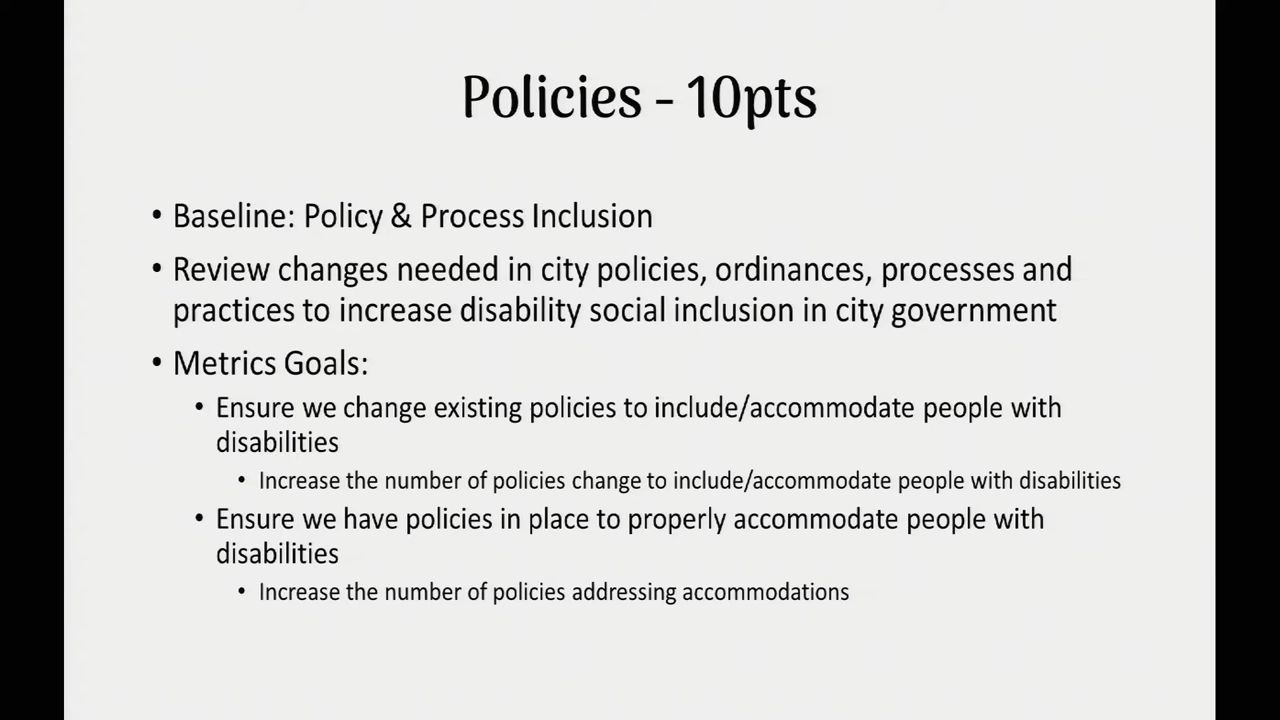 Policies - 10pts
• Baseline: Policy & Process Inclusion
• Review changes needed in city policies, ordinances, processes and
practices to increase disability social inclusion in city government
• Metrics Goals:
• Ensure we change existing policies to include/accommodate people with
disabilities
• Increase the number of policies change to include/accommodate people with disabilities
• Ensure we have policies in place to properly accommodate people with
disabilities
• Increase the number of policies addressing accommodations